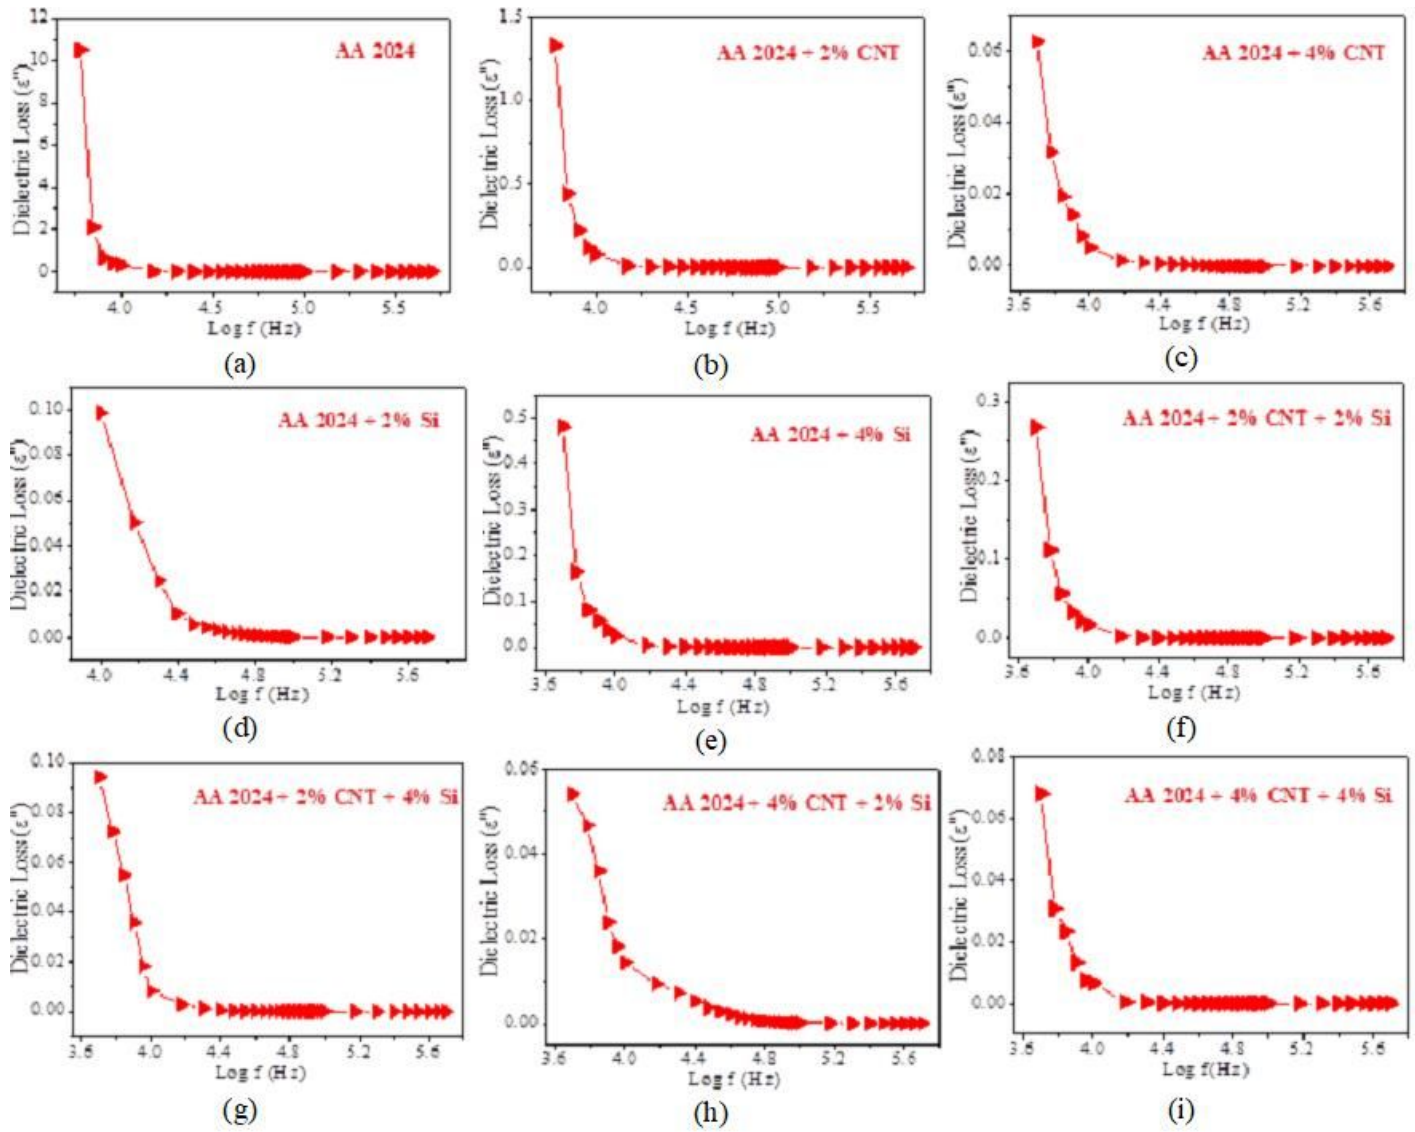 AA 2024
Dielectric Loss (ε")
12
10
8
6
4
2
0
4.0 4.5 5.0 5.5
Log f (Hz)
(a)
AA 2024 + 2% CNT
Dielectric Loss (ε")
1.5
1.0
0.5
0.0
4.0 4.5 5.0 5.5
Log f (Hz)
(b)
AA 2024 + 4% CNT
Dielectric Loss (ε")
0.06
0.04
0.02
0.00
3.6 4.0 4.4 4.8 5.2 5.6
Log f (Hz)
(c)
AA 2024 + 2% Si
Dielectric Loss (ε")
0.10
0.08
0.06
0.04
0.02
0.00
4.0 4.4 4.8 5.2 5.6
Log f (Hz)
(d)
AA 2024 + 4% Si
Dielectric Loss (ε")
0.5
0.4
0.3
0.2
0.1
0.0
3.6 4.0 4.4 4.8 5.2 5.6
Log f (Hz)
(e)
AA 2024 + 2% CNT + 2% Si
Dielectric Loss (ε")
0.3
0.2
0.1
0.0
3.6 4.0 4.4 4.8 5.2 5.6
Log f (Hz)
(f)
AA 2024 + 2% CNT + 4% Si
Dielectric Loss (ε")
0.10
0.08
0.06
0.04
0.02
0.00
3.6 4.0 4.4 4.8 5.2 5.6
Log f (Hz)
(g)
AA 2024 + 4% CNT + 2% Si
Dielectric Loss (ε")
0.06
0.04
0.02
0.00
3.6 4.0 4.4 4.8 5.2 5.6
Log f (Hz)
(h)
AA 2024 + 4% CNT + 4% Si
Dielectric Loss (ε")
0.08
0.06
0.04
0.02
0.00
3.6 4.0 4.4 4.8 5.2 5.6
Log f(Hz)
(i)